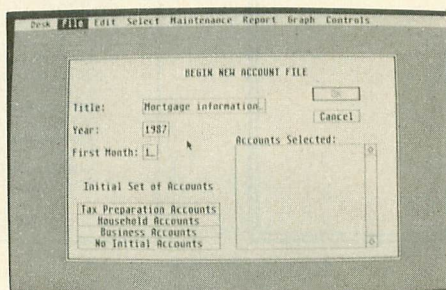 Desk File Edit Select Maintenance Report Graph Controls
BEGIN NEW ACCOUNT FILE
OK
Title: Mortgage information
Cancel
Year: 1987
Accounts Selected:
First Month: 1
Initial Set of Accounts
Tax Preparation Accounts
Household Accounts
Business Accounts
No Initial Accounts